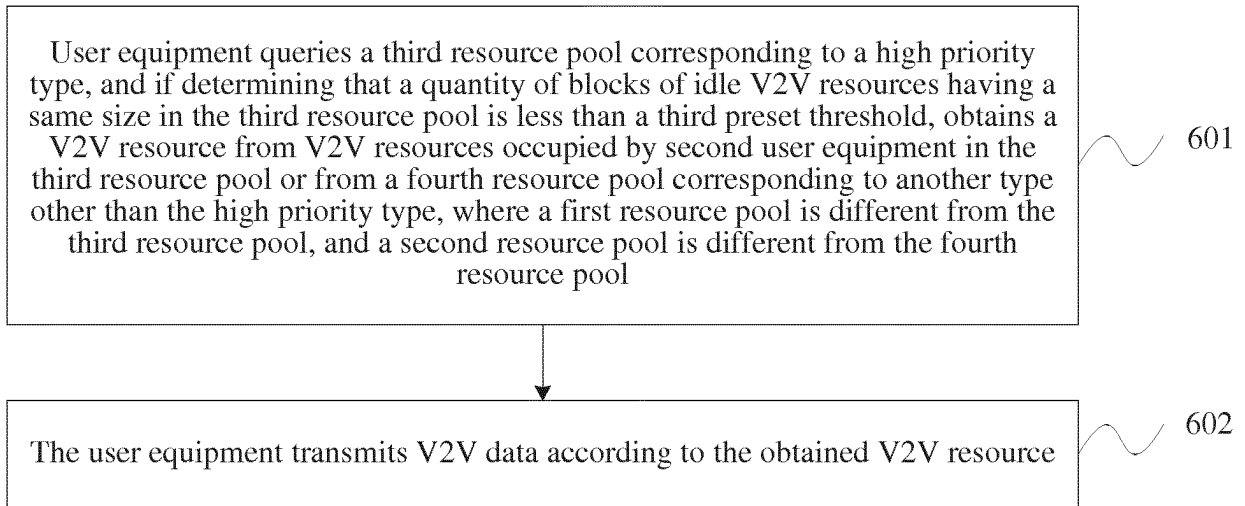 User equipment queries a third resource pool corresponding to a high priority
type, and if determining that a quantity of blocks of idle V2V resources having a
same size in the third resource pool is less than a third preset threshold, obtains a
V2V resource from V2V resources occupied by second user equipment in the
third resource pool or from a fourth resource pool corresponding to another type
other than the high priority type, where a first resource pool is different from the
third resource pool, and a second resource pool is different from the fourth
resource pool
601
The user equipment transmits V2V data according to the obtained V2V resource
602